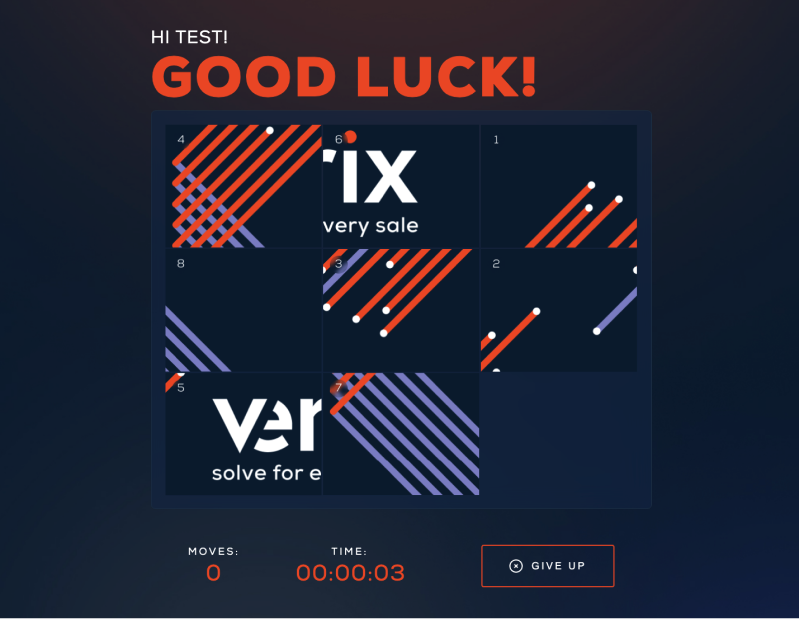 HI TEST!
GOOD LUCK!
4
6
rix
very sale
1
8
3
2
5
ver
solve for e
7
MOVES:
0
TIME:
00:00:03
GIVE UP